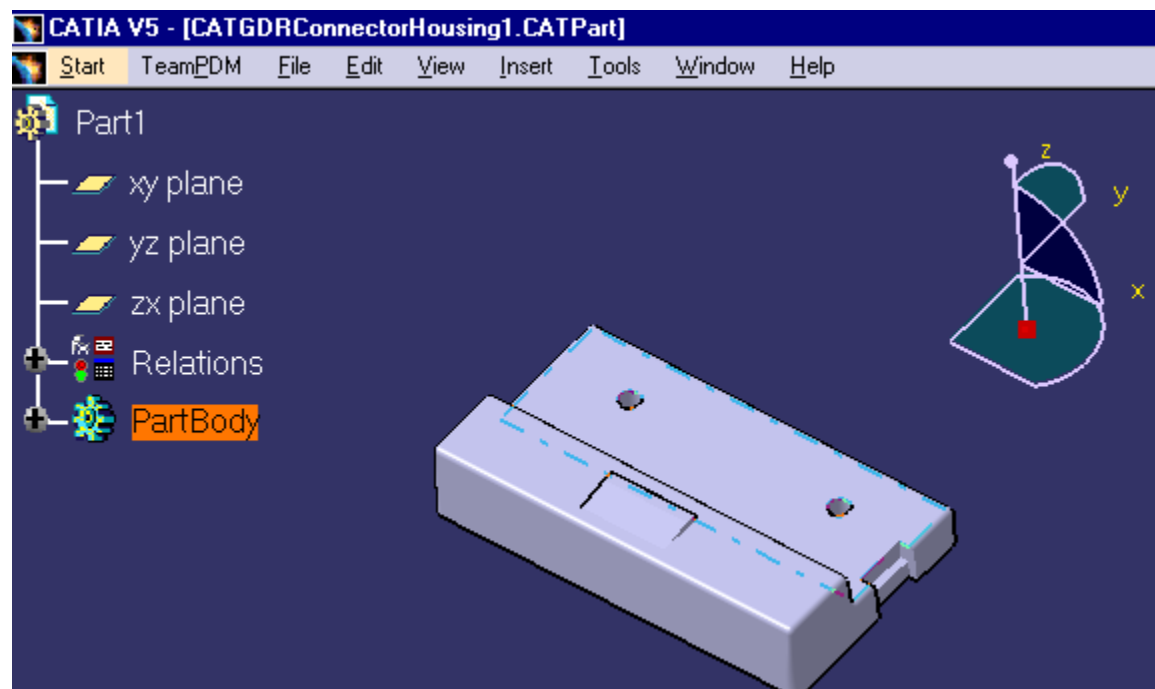 CATIA V5 - [CATGDRConnectorHousing1.CATPart]
Start TeamPDM File Edit View Insert Tools Window Help
Part1
xy plane
yz plane
zx plane
Relations
PartBody
z
y
x